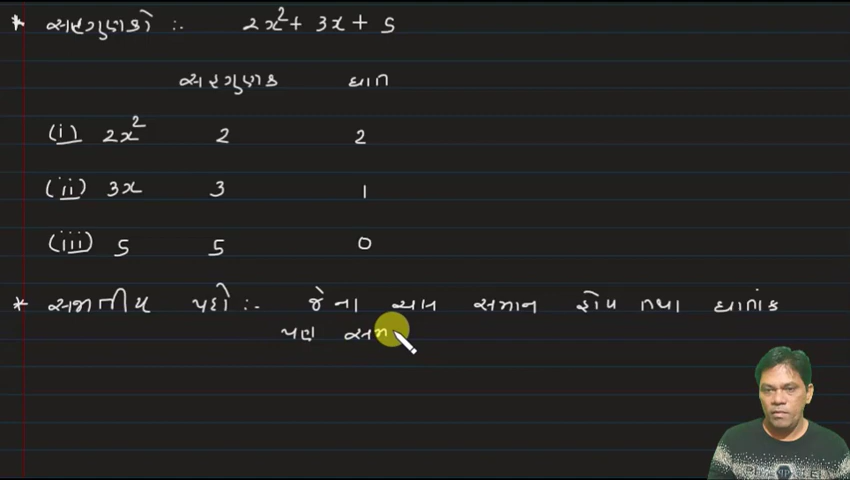 * સહગુણકો :- 2x² + 3x + 5
સહગુણક ઘાત
(i) 2x² 2 2
(ii) 3x 3 1
(iii) 5 5 0
* સજાતીય પદો :- જેના ચલ સમાન હોય તથા ઘાતાંક
પણ સમ